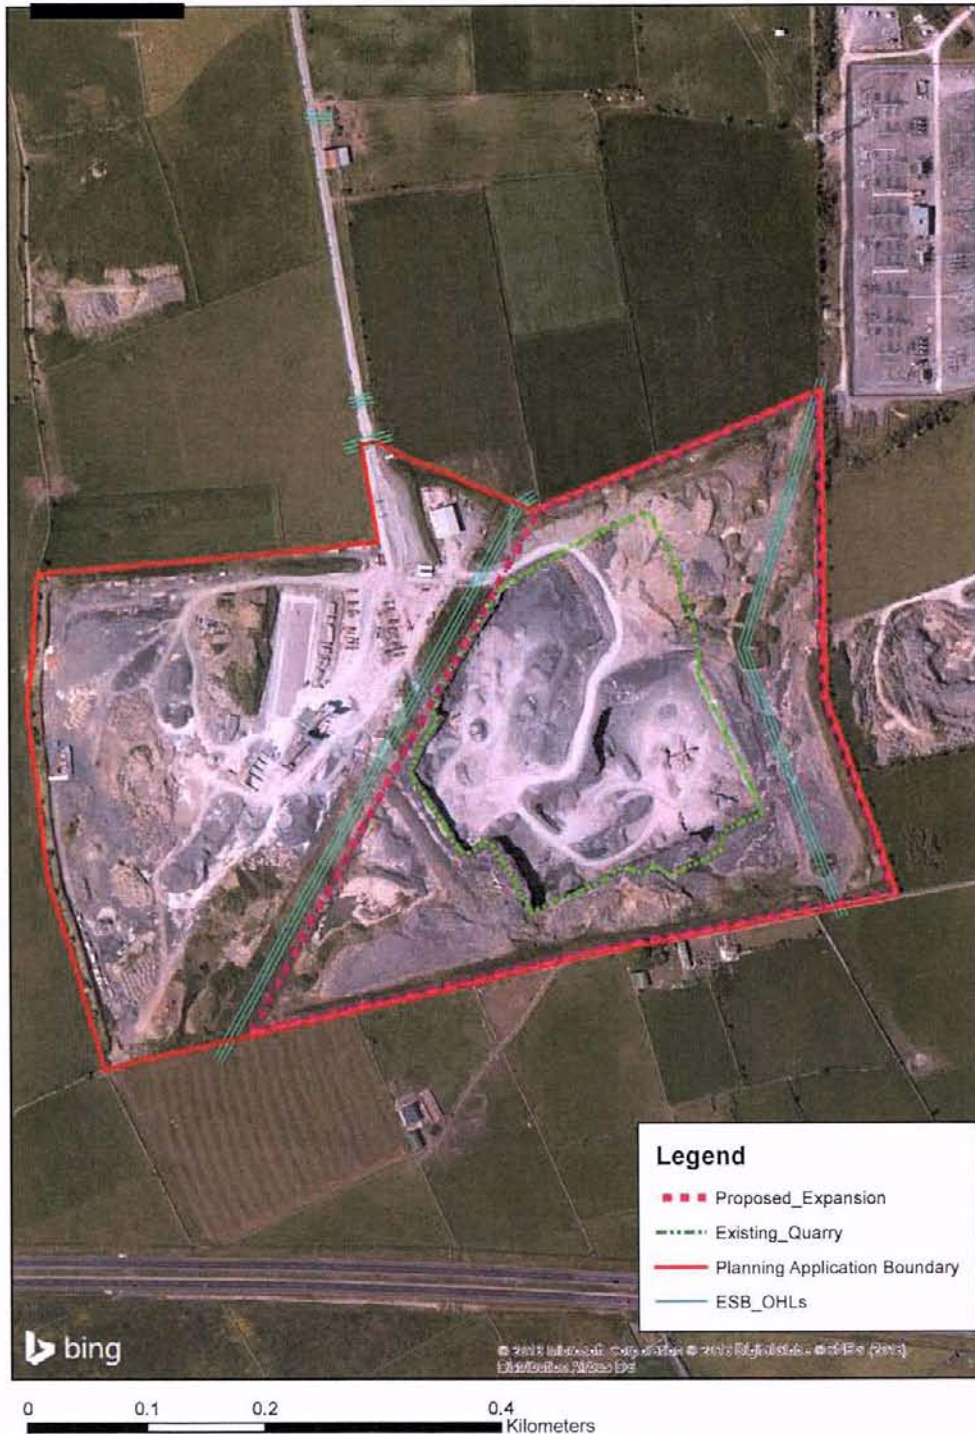 Legend
Proposed_Expansion
Existing_Quarry
Planning Application Boundary
ESB_OHLs
bing
0 0.1 0.2 0.4
Kilometers